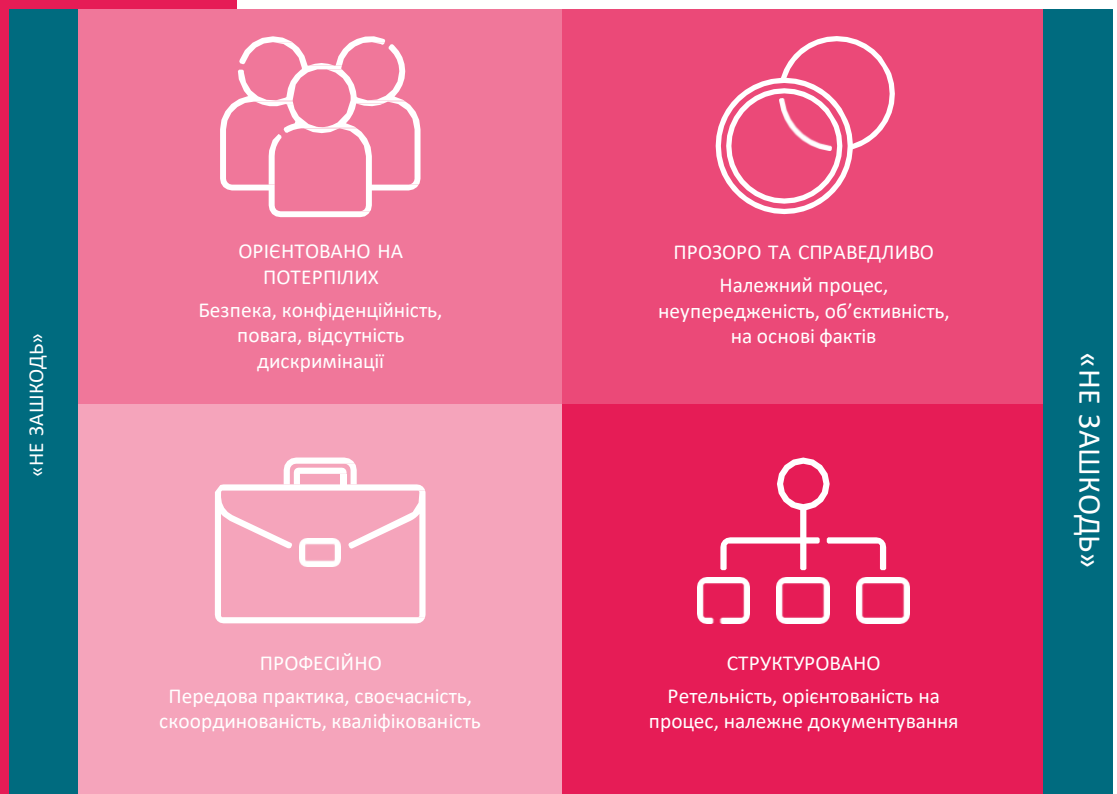 «НЕ ЗАШКОДЬ»
ОРІЄНТОВАНО НА
ПОТЕРПІЛИХ
Безпека, конфіденційність,
повага, відсутність
дискримінації
ПРОЗОРО ТА СПРАВЕДЛИВО
Належний процес,
неупередженість, об’єктивність,
на основі фактів
ПРОФЕСІЙНО
Передова практика, своєчасність,
скоординованість, кваліфікованість
СТРУКТУРОВАНО
Ретельність, орієнтованість на
процес, належне документування
«НЕ ЗАШКОДЬ»